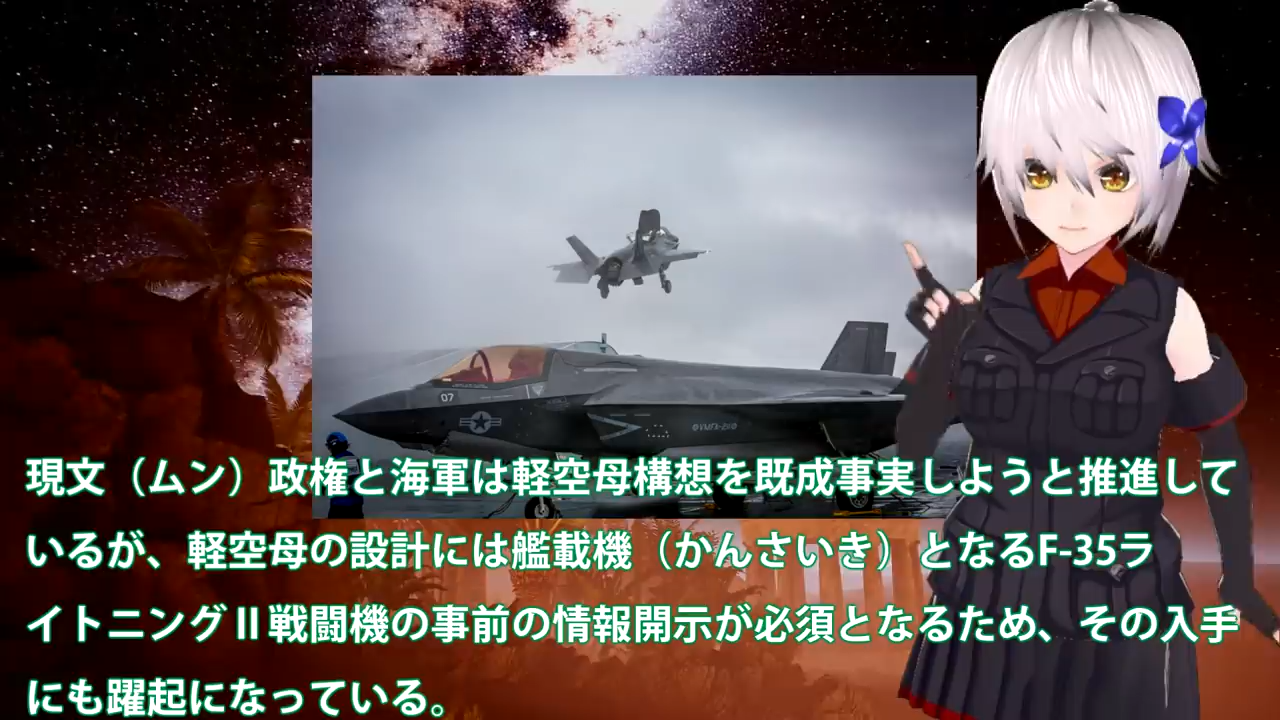 07
現文（ムン）政権と海軍は軽空母構想を既成事実しようと推進して
いるが、軽空母の設計には艦載機（かんさいき）となるF-35ラ
イトニングⅡ戦闘機の事前の情報開示が必須となるため、その入手
にも躍起になっている。